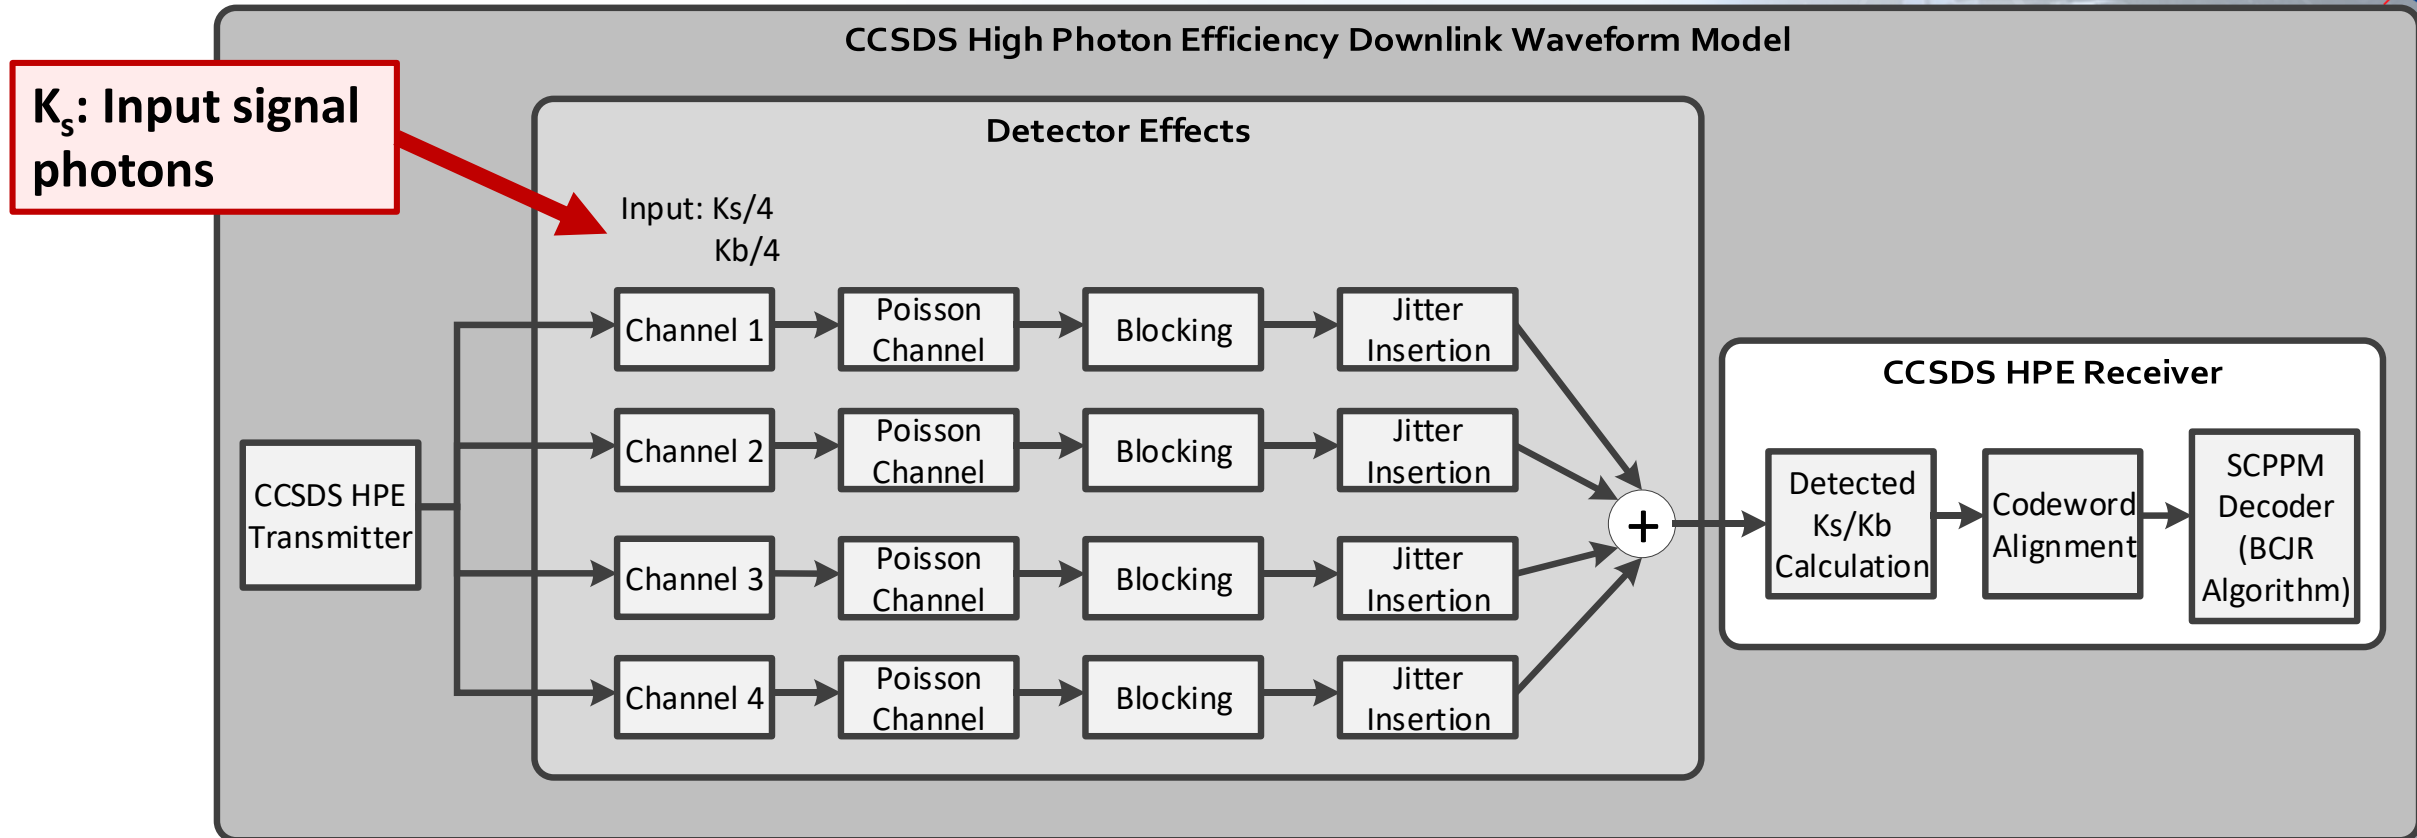 CCSDS High Photon Efficiency Downlink Waveform Model
Ks: Input signal
photons
Detector Effects
Input: Ks/4
Kb/4
Channel 1
Poisson
Channel
Blocking
Jitter
Insertion
Channel 2
Poisson
Channel
Blocking
Jitter
Insertion
Channel 3
Poisson
Channel
Blocking
Jitter
Insertion
Channel 4
Poisson
Channel
Blocking
Jitter
Insertion
CCSDS HPE
Transmitter
+
CCSDS HPE Receiver
Detected
Ks/Kb
Calculation
Codeword
Alignment
SCPPM
Decoder
(BCJR
Algorithm)